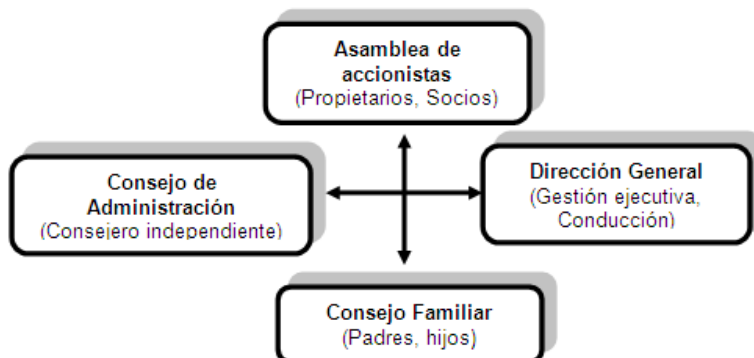 Asamblea de
accionistas
(Propietarios, Socios)
Consejo de
Administración
(Consejero independiente)
Dirección General
(Gestión ejecutiva,
Conducción)
Consejo Familiar
(Padres, hijos)